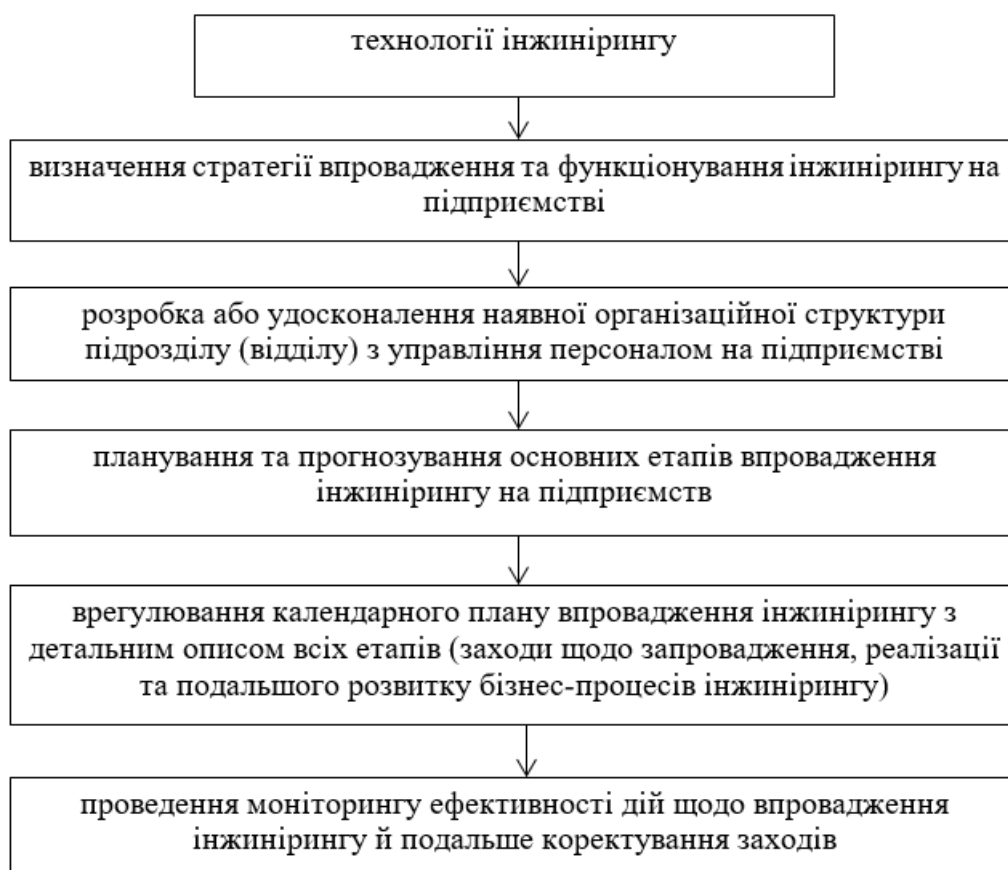 технології інжинірингу
визначення стратегії впровадження та функціонування інжинірингу на
підприємстві
розробка або удосконалення наявної організаційної структури
підрозділу (відділу) з управління персоналом на підприємстві
планування та прогнозування основних етапів впровадження
інжинірингу на підприємств
врегулювання календарного плану впровадження інжинірингу з
детальним описом всіх етапів (заходи щодо запровадження, реалізації
та подальшого розвитку бізнес-процесів інжинірингу)
проведення моніторингу ефективності дій щодо впровадження
інжинірингу й подальше коректування заходів